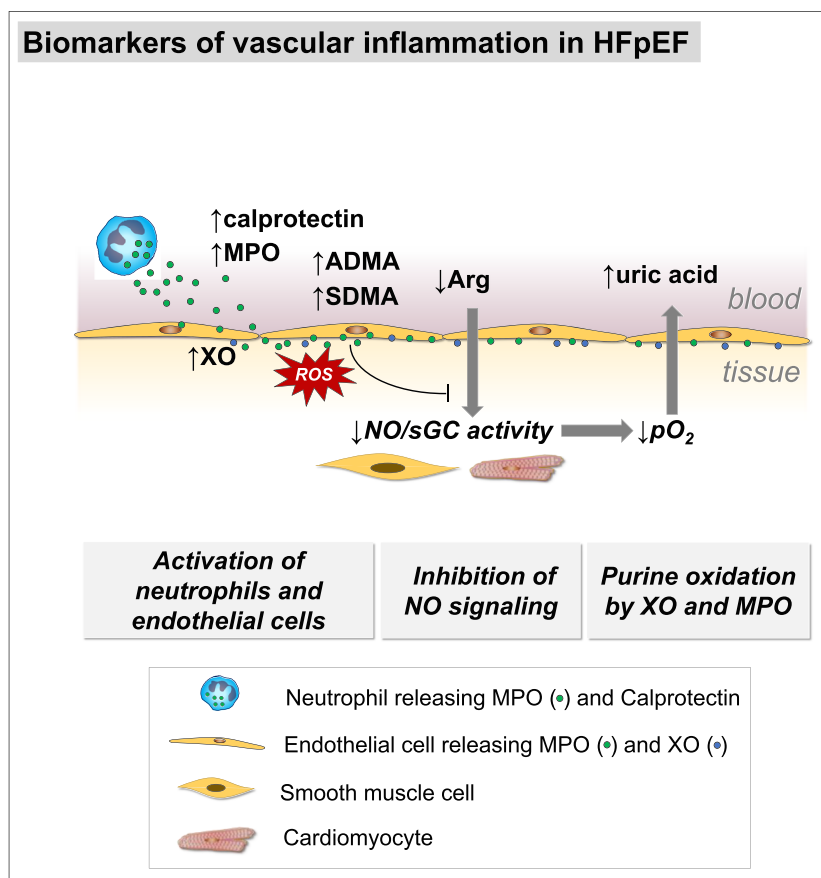 Biomarkers of vascular inflammation in HFpEF
↑calprotectin
↑MPO
↑ADMA
↑SDMA
↓Arg
↑uric acid
blood
↑XO
ROS
tissue
↓NO/sGC activity
↓pO₂
Activation of
neutrophils and
endothelial cells
Inhibition of
NO signaling
Purine oxidation
by XO and MPO
Neutrophil releasing MPO (•) and Calprotectin
Endothelial cell releasing MPO (•) and XO (•)
Smooth muscle cell
Cardiomyocyte